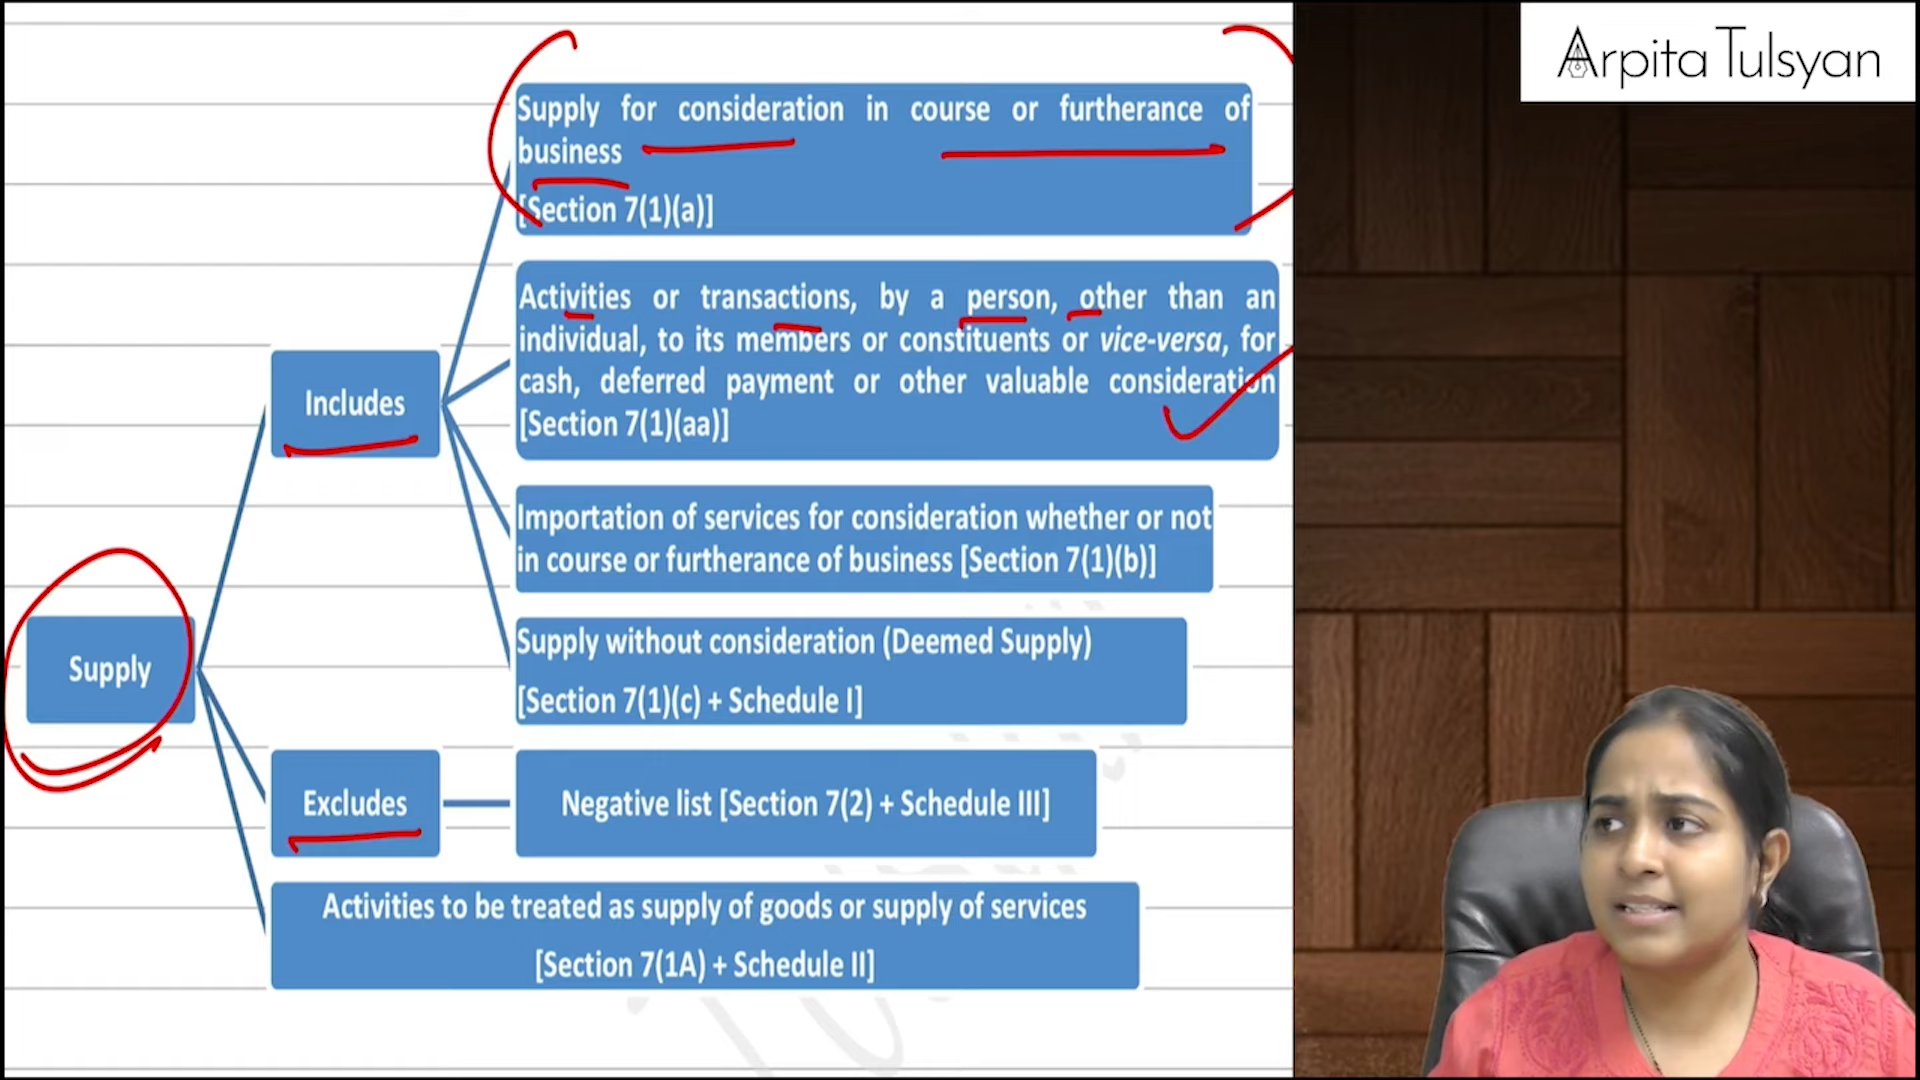 Arpita Tulsyan
Supply for consideration in course or furtherance of
business
[Section 7(1)(a)]
Activities or transactions, by a person, other than an
individual, to its members or constituents or vice-versa, for
cash, deferred payment or other valuable consideration
[Section 7(1)(aa)]
Includes
Importation of services for consideration whether or not
in course or furtherance of business [Section 7(1)(b)]
Supply without consideration (Deemed Supply)
[Section 7(1)(c) + Schedule I]
Supply
Excludes
Negative list [Section 7(2) + Schedule III]
Activities to be treated as supply of goods or supply of services
[Section 7(1A) + Schedule II]